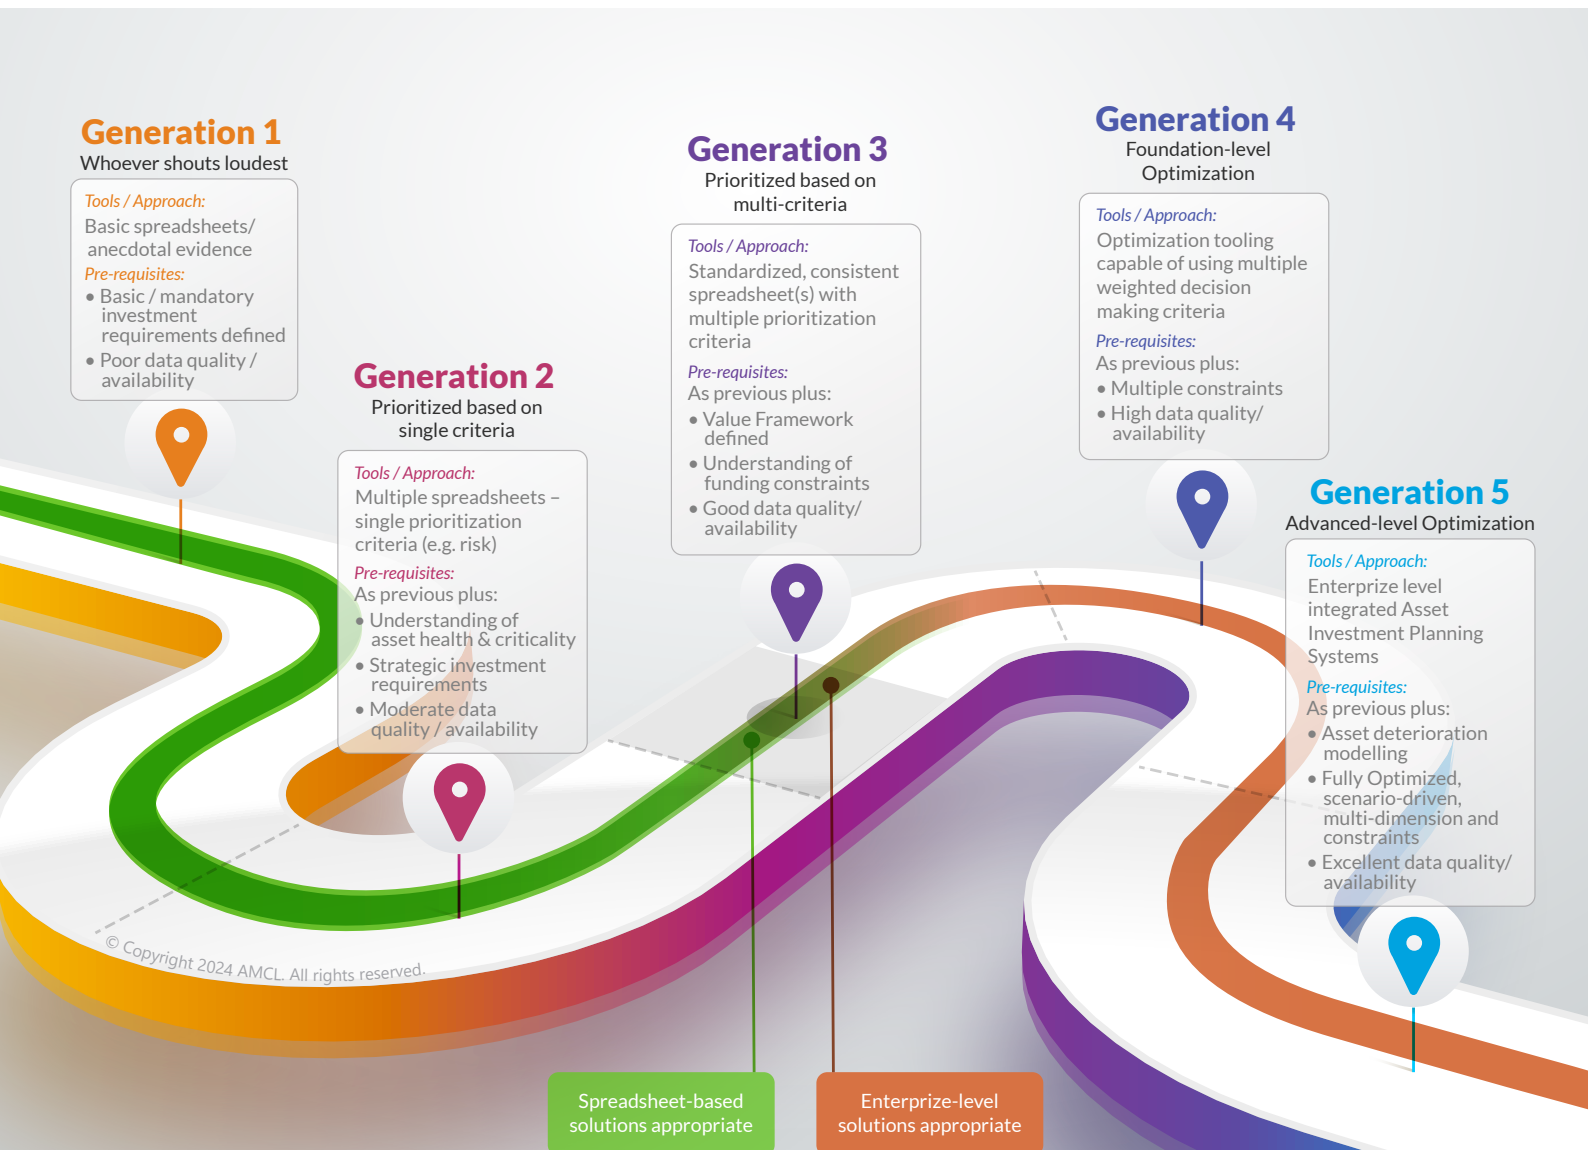 Generation 1
Whoever shouts loudest
Tools / Approach:
Basic spreadsheets/
anecdotal evidence
Pre-requisites:
• Basic / mandatory
investment
requirements defined
• Poor data quality /
availability
Generation 2
Prioritized based on
single criteria
Tools / Approach:
Multiple spreadsheets –
single prioritization
criteria (e.g. risk)
Pre-requisites:
As previous plus:
• Understanding of
asset health & criticality
• Strategic investment
requirements
• Moderate data
quality / availability
Generation 3
Prioritized based on
multi-criteria
Tools / Approach:
Standardized, consistent
spreadsheet(s) with
multiple prioritization
criteria
Pre-requisites:
As previous plus:
• Value Framework
defined
• Understanding of
funding constraints
• Good data quality/
availability
Generation 4
Foundation-level
Optimization
Tools / Approach:
Optimization tooling
capable of using multiple
weighted decision
making criteria
Pre-requisites:
As previous plus:
• Multiple constraints
• High data quality/
availability
Generation 5
Advanced-level Optimization
Tools / Approach:
Enterprize level
integrated Asset
Investment Planning
Systems
Pre-requisites:
As previous plus:
• Asset deterioration
modelling
• Fully Optimized,
scenario-driven,
multi-dimension and
constraints
• Excellent data quality/
availability
© Copyright 2024 AMCL. All rights reserved.
Spreadsheet-based
solutions appropriate
Enterprize-level
solutions appropriate